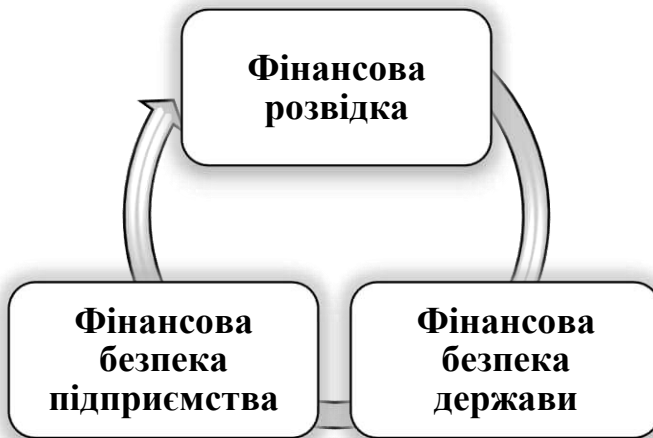 Фінансова
розвідка
Фінансова
безпека
підприємства
Фінансова
безпека
держави